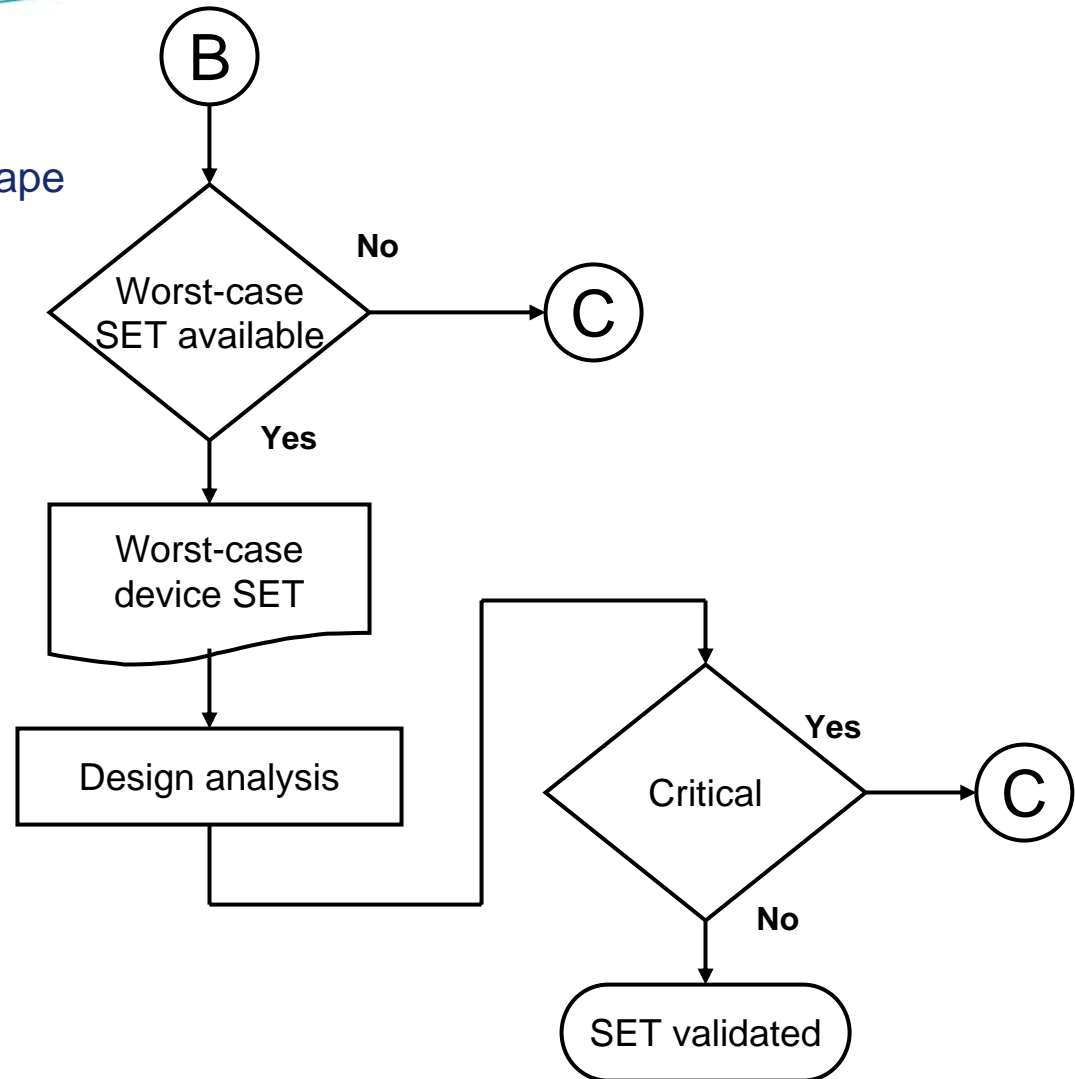 B
ape
No
Worst-case
SET available
C
Yes
Worst-case
device SET
Yes
Design analysis
Critical
C
No
SET validated